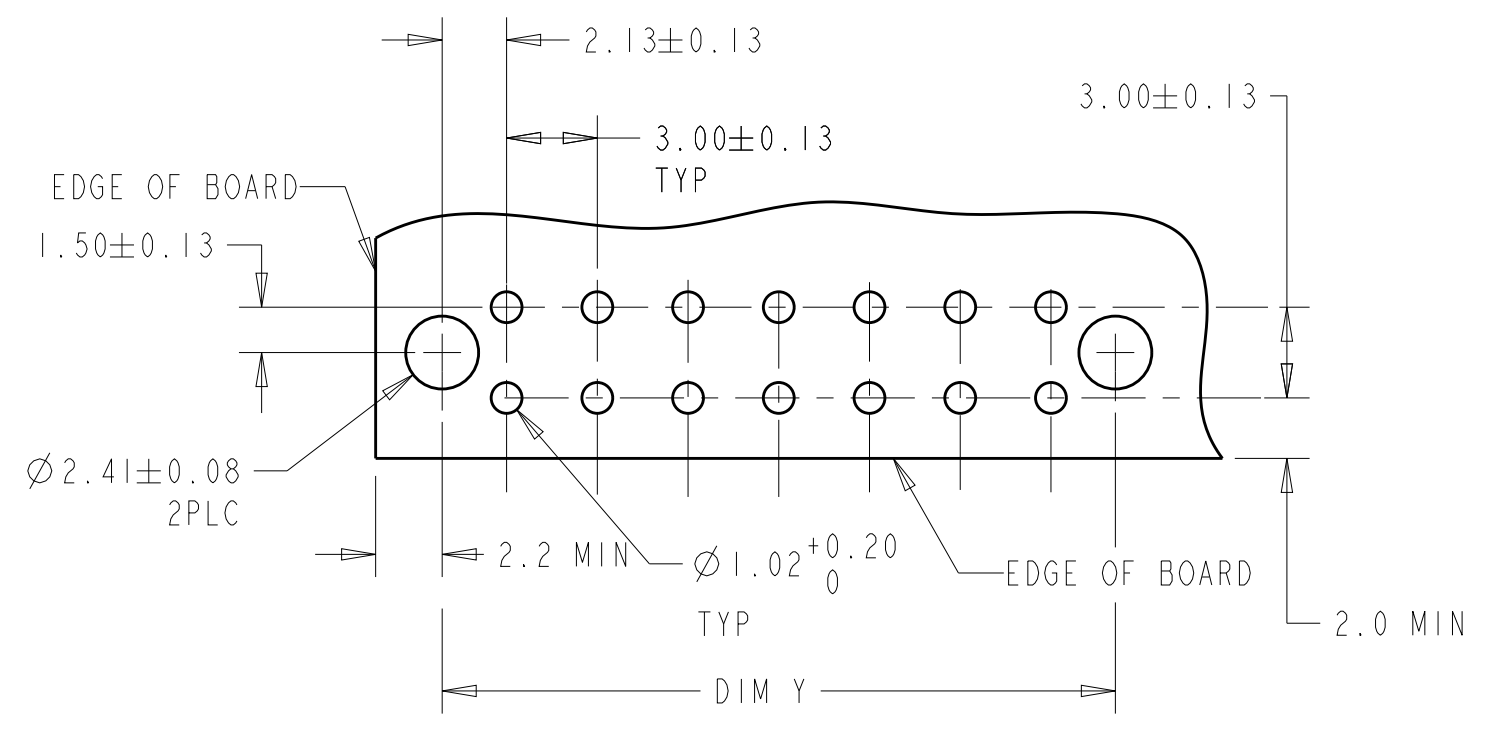 2.13±0.13
3.00±0.13
3.00±0.13
TYP
EDGE OF BOARD
1.50±0.13
Ø2.41±0.08
2PLC
2.2 MIN
Ø1.02 +0.20
0
TYP
EDGE OF BOARD
2.0 MIN
DIM Y